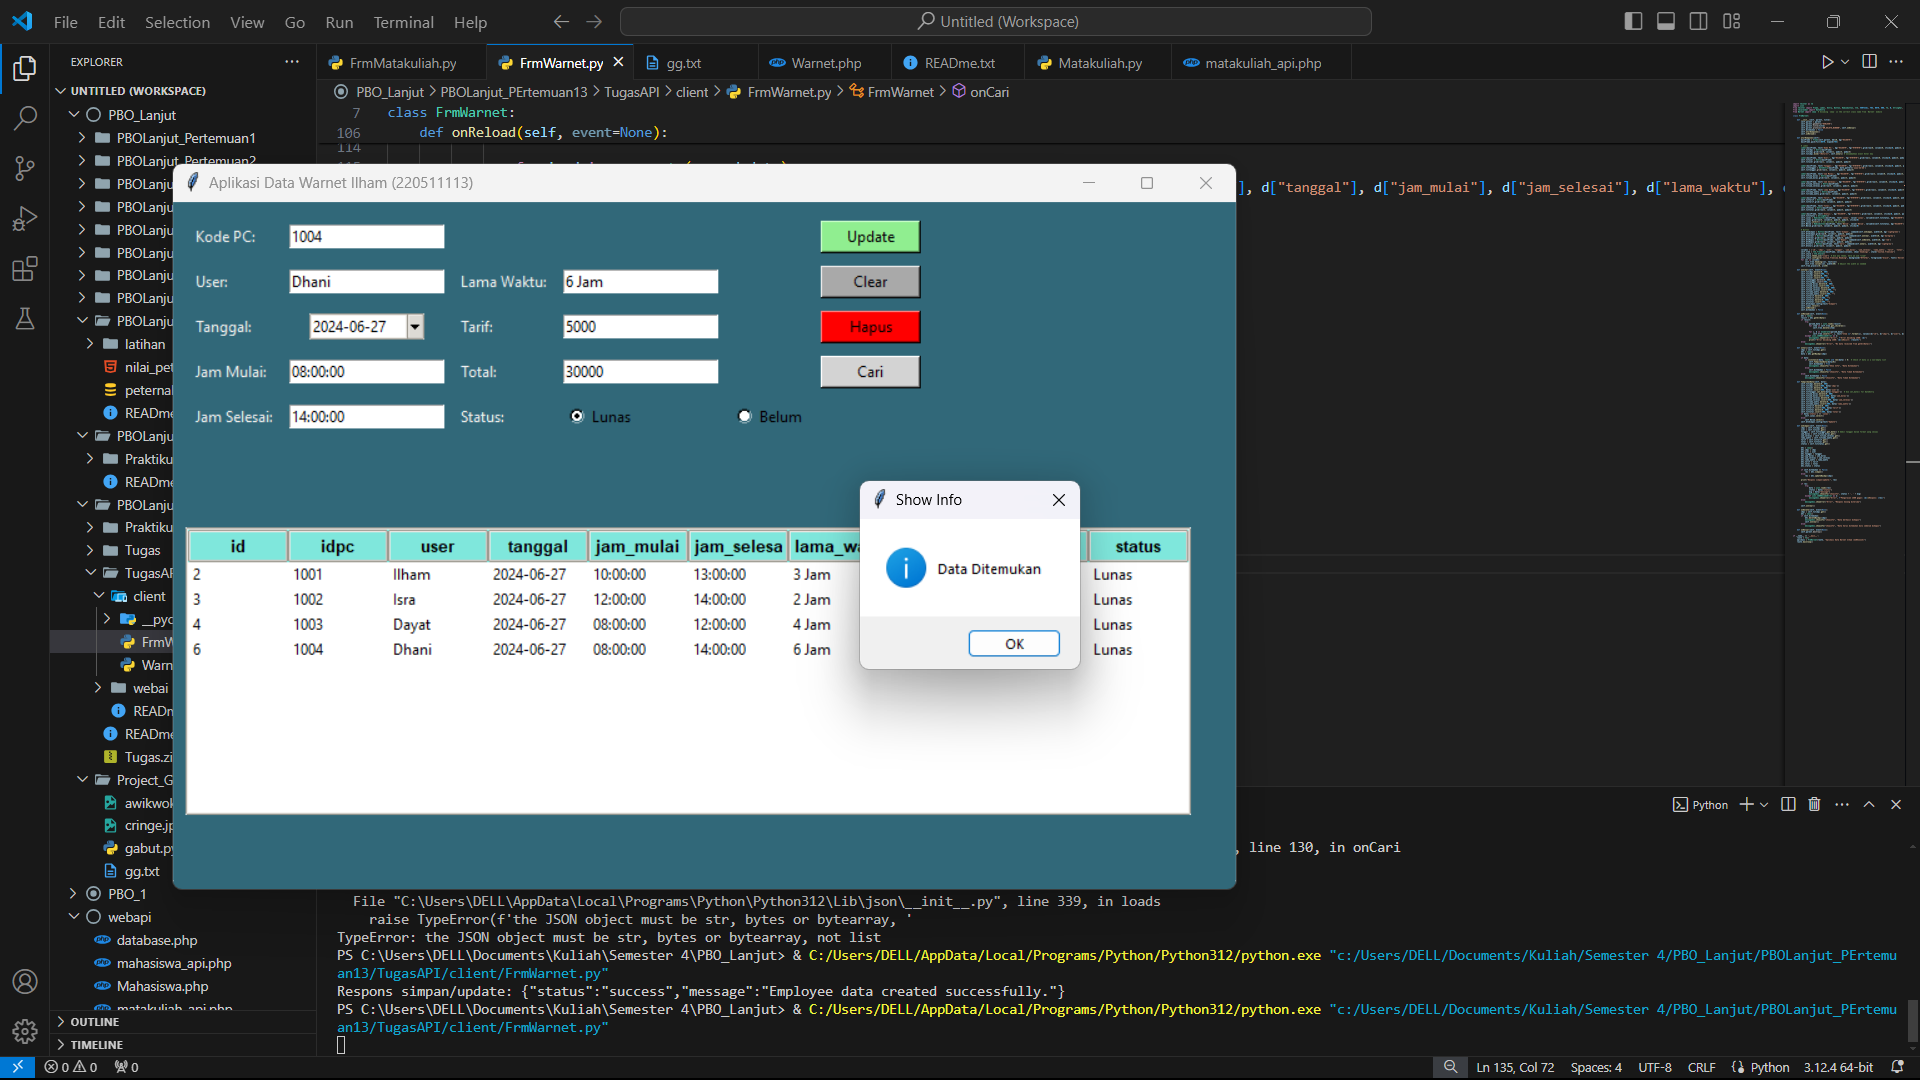 File Edit Selection View Go Run Terminal Help
Untitled (Workspace)
EXPLORER
FrmMatakuliah.py FrmWarnet.py gg.txt Warnet.php READme.txt Matakuliah.py matakuliah_api.php
UNTITLED (WORKSPACE)
PBO_Lanjut > PBOLanjut_PErtemuan13 > TugasAPI > client > FrmWarnet.py > FrmWarnet > onCari
PBO_Lanjut
7 class FrmWarnet:
PBOLanjut_Pertemuan1
106 def onReload(self, event=None):
114
PBOLanjut_Pertemuan2
PBOLanju
PBOLanju
PBOLanju
PBOLanju
PBOLanju
PBOLanju
PBOLanju
latihan
nilai_pet
peternal
READme
PBOLanju
Praktiku
READme
PBOLanju
Praktiku
Tugas
TugasAP
client
__pyc
FrmW
Warn
webai
READn
READme
Tugas.zi
Project_G
awikwok
cringe.jp
gabut.py
gg.txt
PBO_1
webapi
database.php
mahasiswa_api.php
Mahasiswa.php
matakuliah_api.php
OUTLINE
TIMELINE
], d["tanggal"], d["jam_mulai"], d["jam_selesai"], d["lama_waktu"],
Aplikasi Data Warnet Ilham (220511113)
Kode PC: 1004 Update
User: Dhani Lama Waktu: 6 Jam Clear
Tanggal: 2024-06-27 Tarif: 5000 Hapus
Jam Mulai: 08:00:00 Total: 30000 Cari
Jam Selesai: 14:00:00 Status: Lunas Belum
id idpc user tanggal jam_mulai jam_selesa lama_wa status
2 1001 Ilham 2024-06-27 10:00:00 13:00:00 3 Jam Lunas
3 1002 Isra 2024-06-27 12:00:00 14:00:00 2 Jam Lunas
4 1003 Dayat 2024-06-27 08:00:00 12:00:00 4 Jam Lunas
6 1004 Dhani 2024-06-27 08:00:00 14:00:00 6 Jam Lunas
Show Info
Data Ditemukan
OK
Python
, line 130, in onCari
File "C:\Users\DELL\AppData\Local\Programs\Python\Python312\Lib\json\__init__.py", line 339, in loads
raise TypeError(f'the JSON object must be str, bytes or bytearray, '
TypeError: the JSON object must be str, bytes or bytearray, not list
PS C:\Users\DELL\Documents\Kuliah\Semester 4\PBO_Lanjut> & C:/Users/DELL/AppData/Local/Programs/Python/Python312/python.exe "c:/Users/DELL/Documents/Kuliah/Semester 4/PBO_Lanjut/PBOLanjut_PErtemu
an13/TugasAPI/client/FrmWarnet.py"
Respons simpan/update: {"status":"success","message":"Employee data created successfully."}
PS C:\Users\DELL\Documents\Kuliah\Semester 4\PBO_Lanjut> & C:/Users/DELL/AppData/Local/Programs/Python/Python312/python.exe "c:/Users/DELL/Documents/Kuliah/Semester 4/PBO_Lanjut/PBOLanjut_PErtemu
an13/TugasAPI/client/FrmWarnet.py"
0 0 0 Ln 135, Col 72 Spaces: 4 UTF-8 CRLF Python 3.12.4 64-bit